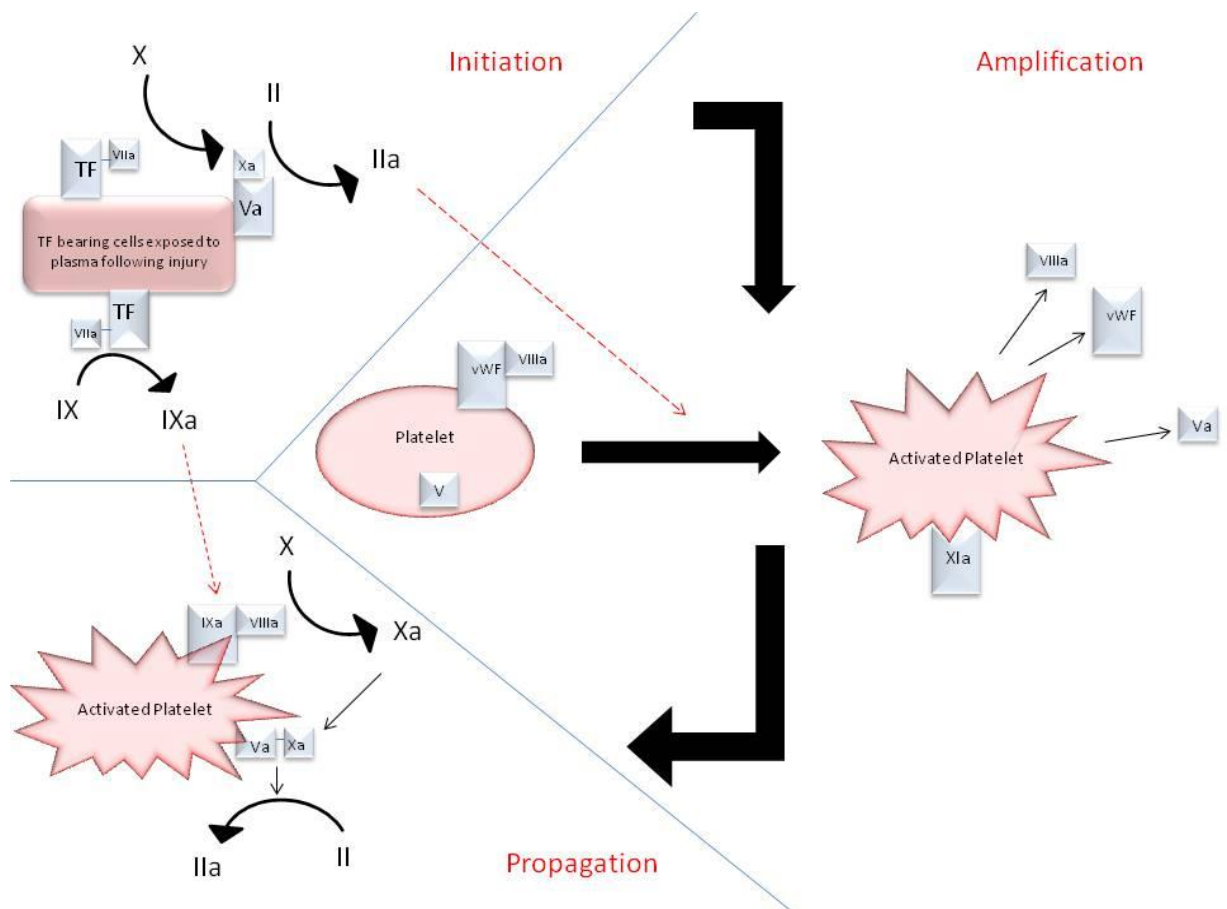 Initiation
X
II
TF
VIIa
Xa
Va
IIa
TF bearing cells exposed to
plasma following injury
TF
VIIa
IX
IXa
Amplification
vWF
VIIIa
Platelet
V
VIIIa
vWF
Va
Activated Platelet
XIa
X
IXa
VIIIa
Xa
Activated Platelet
Va
Xa
IIa
II
Propagation